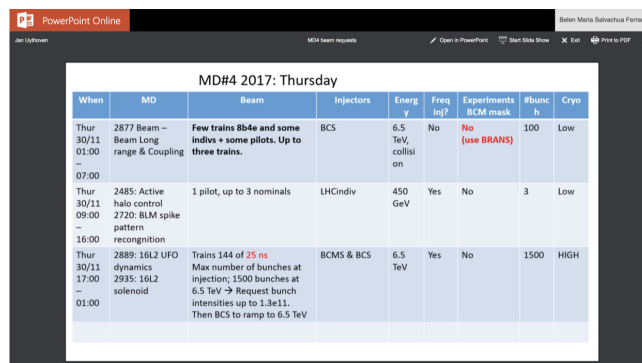 PowerPoint Online
Belen Maria Salvachua Ferra
Jan Uythoven
MD4 beam requests
Open in PowerPoint
Start Slide Show
Exit
Print to PDF
MD#4 2017: Thursday
When MD Beam Injectors Energ Freq Experiments #bunc Cryo
y Inj? BCM mask h
Thur 2877 Beam – Few trains 8b4e and some BCS 6.5 No No 100 Low
30/11 Beam Long indivs + some pilots. Up to TeV, (use BRANS)
01:00 range & Coupling three trains. collisi
– on
07:00
Thur 2485: Active 1 pilot, up to 3 nominals LHCindiv 450 Yes No 3 Low
30/11 halo control GeV
09:00 2720: BLM spike
– pattern
16:00 recongnition
Thur 2889: 16L2 UFO Trains 144 of 25 ns BCMS & BCS 6.5 Yes No 1500 HIGH
30/11 dynamics Max number of bunches at TeV
17:00 2935: 16L2 injection; 1500 bunches at
– solenoid 6.5 TeV → Request bunch
01:00 intensities up to 1.3e11.
Then BCS to ramp to 6.5 TeV